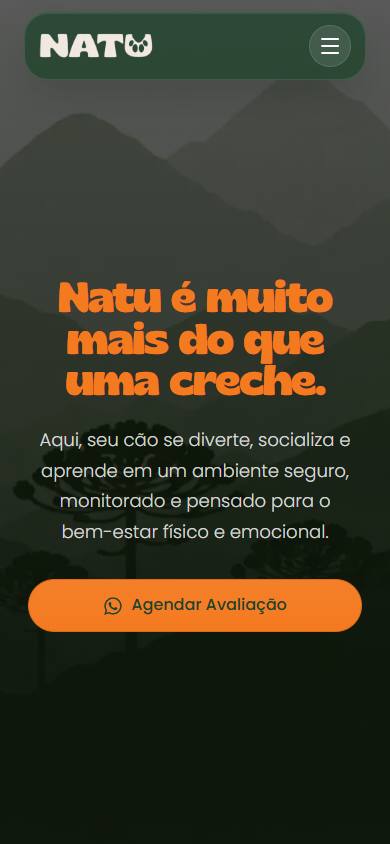 NATU
Natu é muito
mais do que
uma creche.
Aqui, seu cão se diverte, socializa e
aprende em um ambiente seguro,
monitorado e pensado para o
bem-estar físico e emocional.
Agendar Avaliação